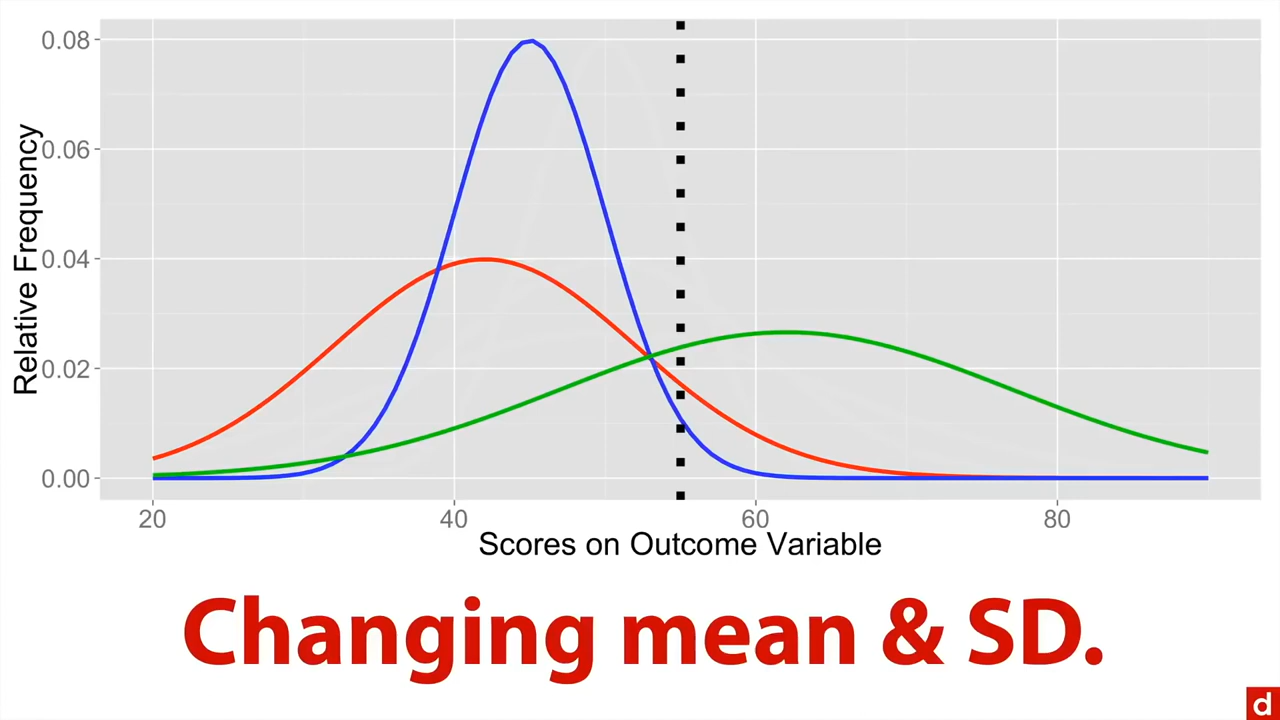 0.08
0.06
0.04
0.02
0.00
Relative Frequency
20 40 60 80
Scores on Outcome Variable
Changing mean & SD.
d